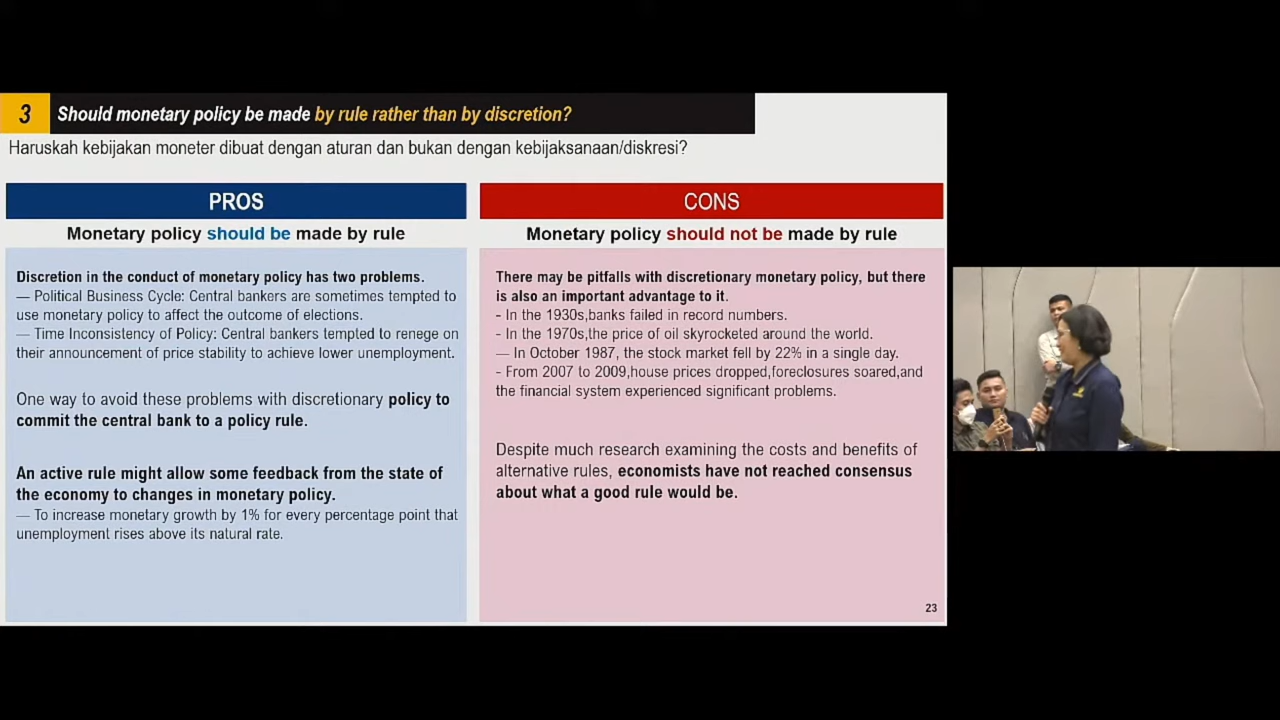 3
Should monetary policy be made by rule rather than by discretion?
Haruskah kebijakan moneter dibuat dengan aturan dan bukan dengan kebijaksanaan/diskresi?
PROS
Monetary policy should be made by rule
Discretion in the conduct of monetary policy has two problems.
— Political Business Cycle: Central bankers are sometimes tempted to
use monetary policy to affect the outcome of elections.
— Time Inconsistency of Policy: Central bankers tempted to renege on
their announcement of price stability to achieve lower unemployment.
One way to avoid these problems with discretionary policy to
commit the central bank to a policy rule.
An active rule might allow some feedback from the state of
the economy to changes in monetary policy.
— To increase monetary growth by 1% for every percentage point that
unemployment rises above its natural rate.
CONS
Monetary policy should not be made by rule
There may be pitfalls with discretionary monetary policy, but there
is also an important advantage to it.
- In the 1930s,banks failed in record numbers.
- In the 1970s,the price of oil skyrocketed around the world.
— In October 1987, the stock market fell by 22% in a single day.
- From 2007 to 2009,house prices dropped,foreclosures soared,and
the financial system experienced significant problems.
Despite much research examining the costs and benefits of
alternative rules, economists have not reached consensus
about what a good rule would be.
23